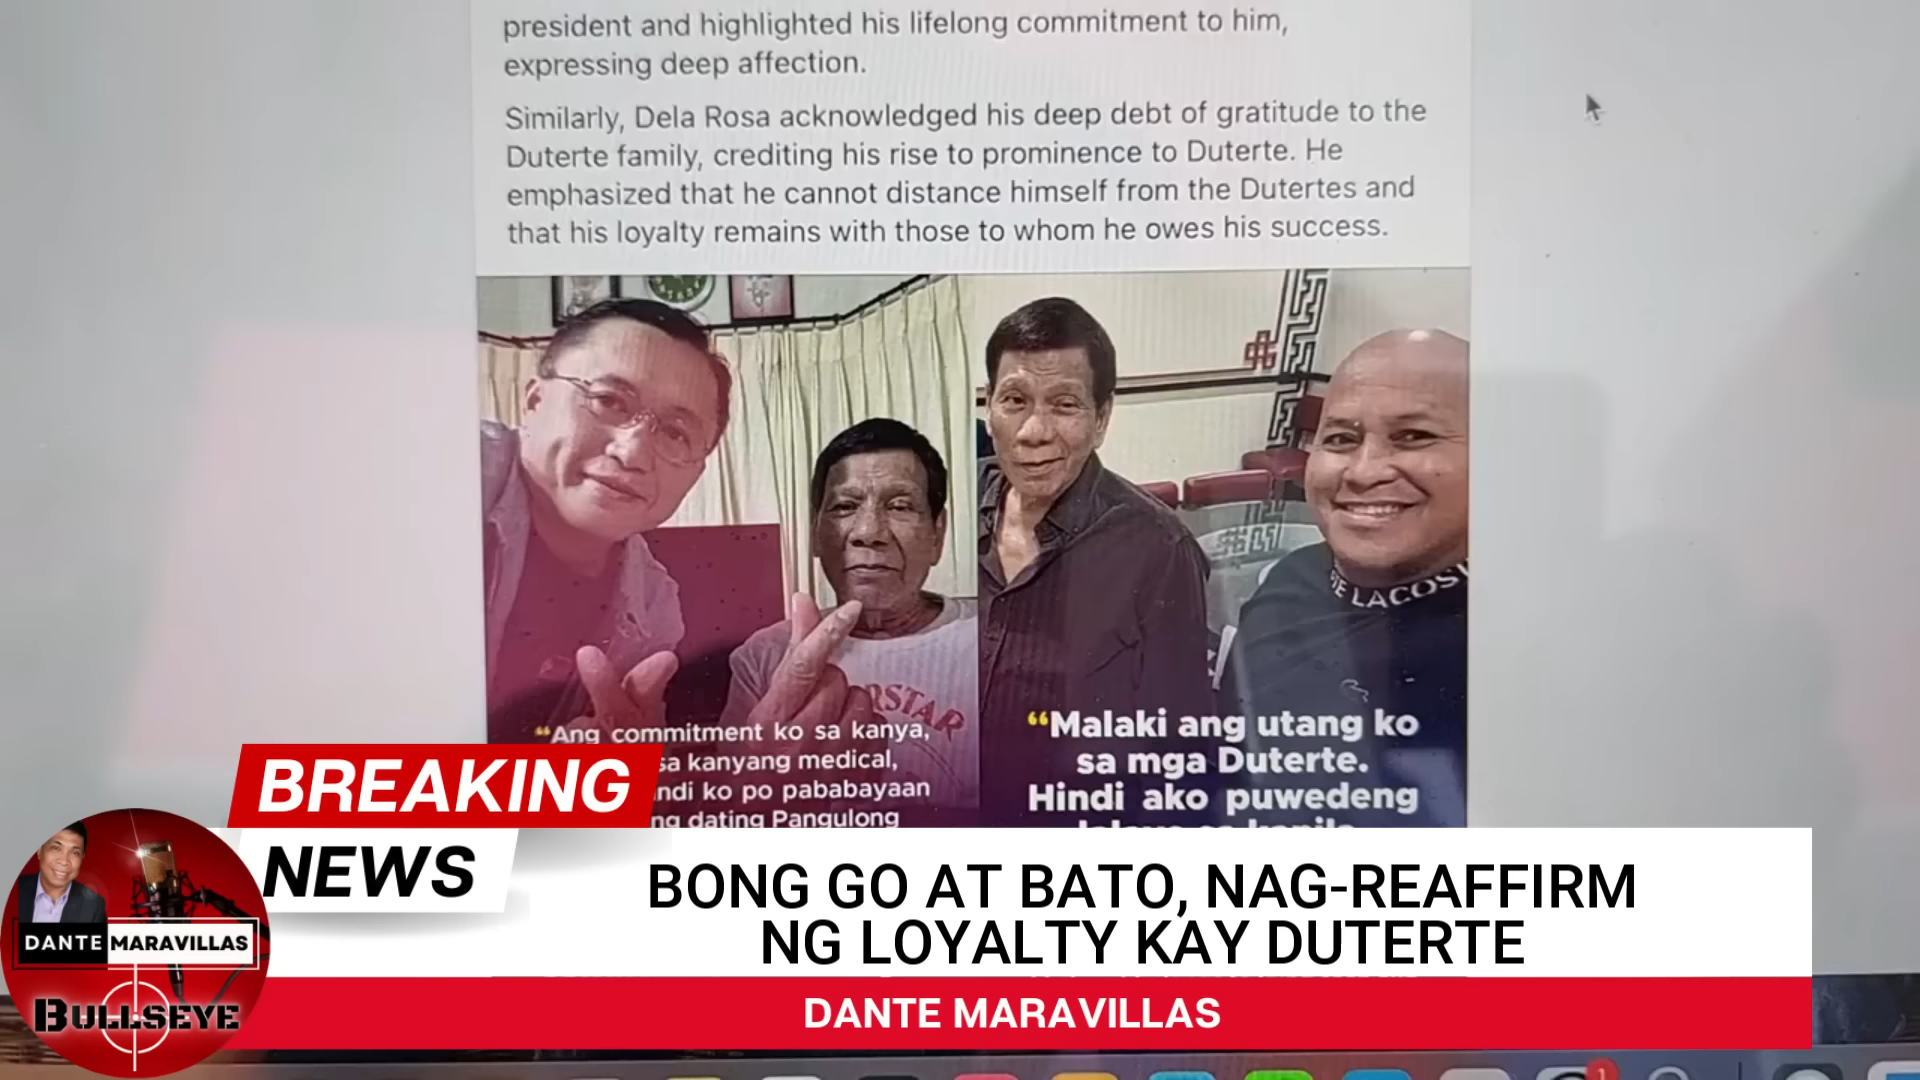 president and highlighted his lifelong commitment to him,
expressing deep affection.
Similarly, Dela Rosa acknowledged his deep debt of gratitude to the
Duterte family, crediting his rise to prominence to Duterte. He
emphasized that he cannot distance himself from the Dutertes and
that his loyalty remains with those to whom he owes his success.
LACOS
RSTAR
“Ang commitment ko sa kanya,
sa kanyang medical,
ko po pababayaan
dating Pangulong
“Malaki ang utang ko
sa mga Duterte.
Hindi ako puwedeng
BREAKING
NEWS
BONG GO AT BATO, NAG-REAFFIRM
NG LOYALTY KAY DUTERTE
DANTE MARAVILLAS
DANTE MARAVILLAS
BULLSEYE
1